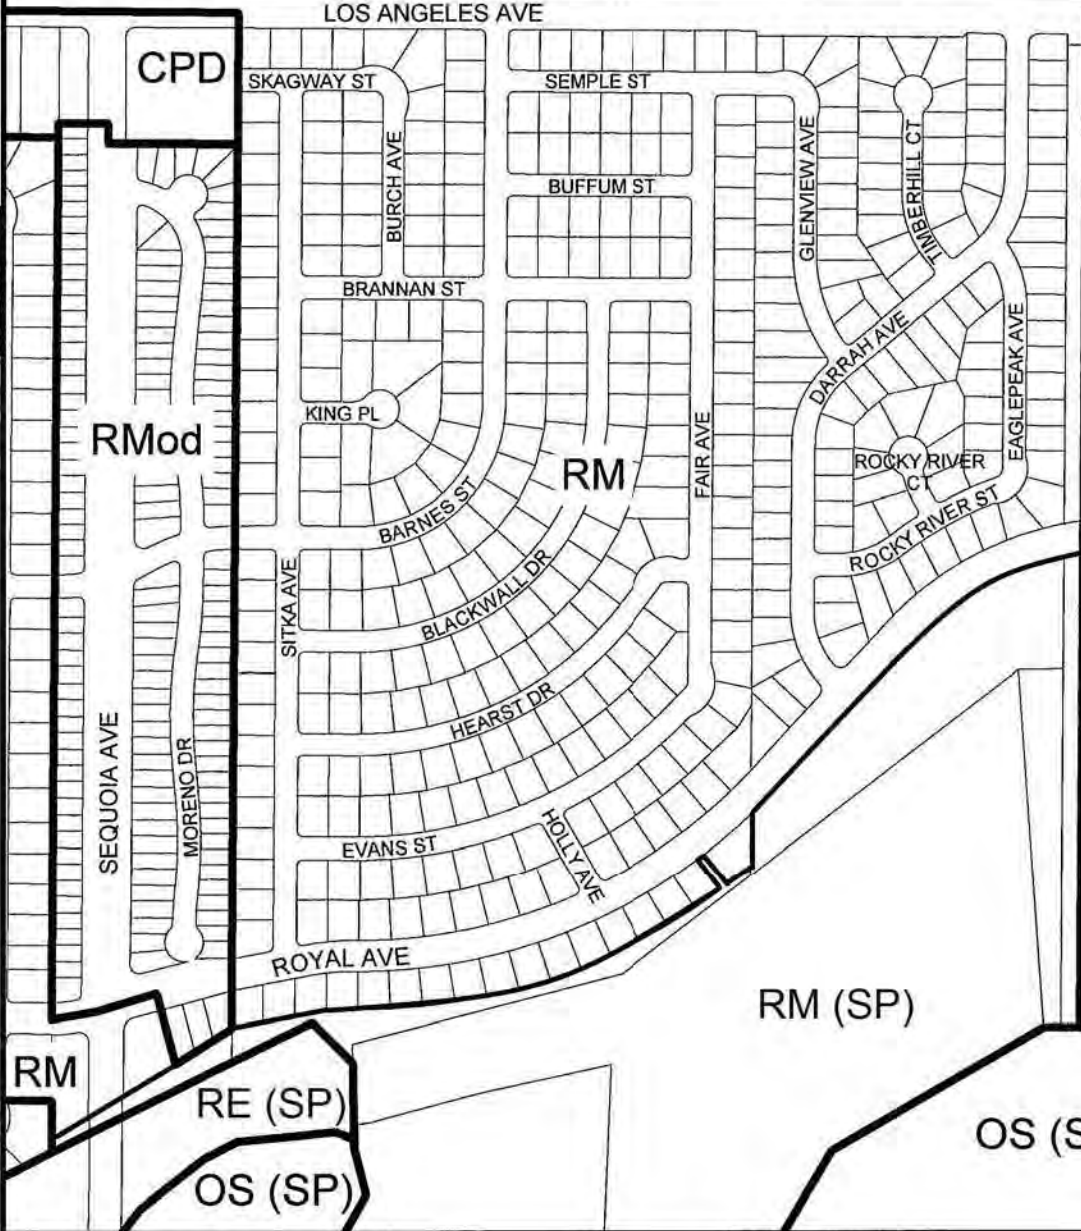 LOS ANGELES AVE
CPD
SKAGWAY ST
SEMPLE ST
BURCH AVE
BUFFUM ST
GLENVIEW AVE
TIMBERHILL CT
BRANNAN ST
DARRAH AVE
EAGLEPEAK AVE
KING PL
RMod
RM
FAIR AVE
ROCKY RIVER
CT
BARNES ST
ROCKY RIVER ST
SITKA AVE
BLACKWALL DR
HEARST DR
SEQUOIA AVE
MORENO DR
EVANS ST
HOLLY AVE
ROYAL AVE
RM (SP)
RM
RE (SP)
OS (S
OS (SP)